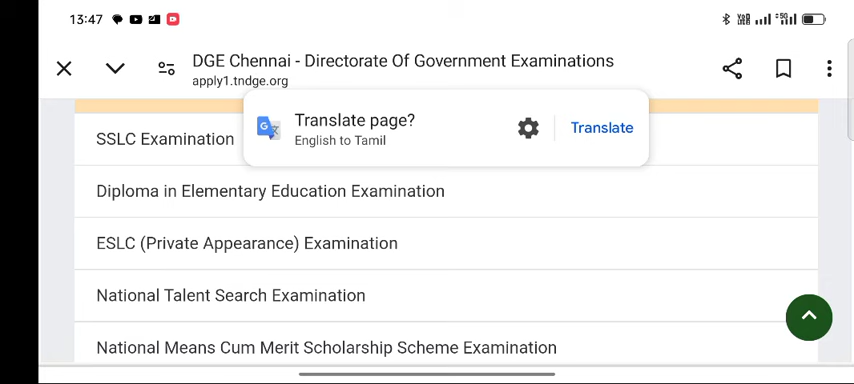 13:47
DGE Chennai - Directorate Of Government Examinations
apply1.tndge.org
Translate page?
English to Tamil
Translate
SSLC Examination
Diploma in Elementary Education Examination
ESLC (Private Appearance) Examination
National Talent Search Examination
National Means Cum Merit Scholarship Scheme Examination